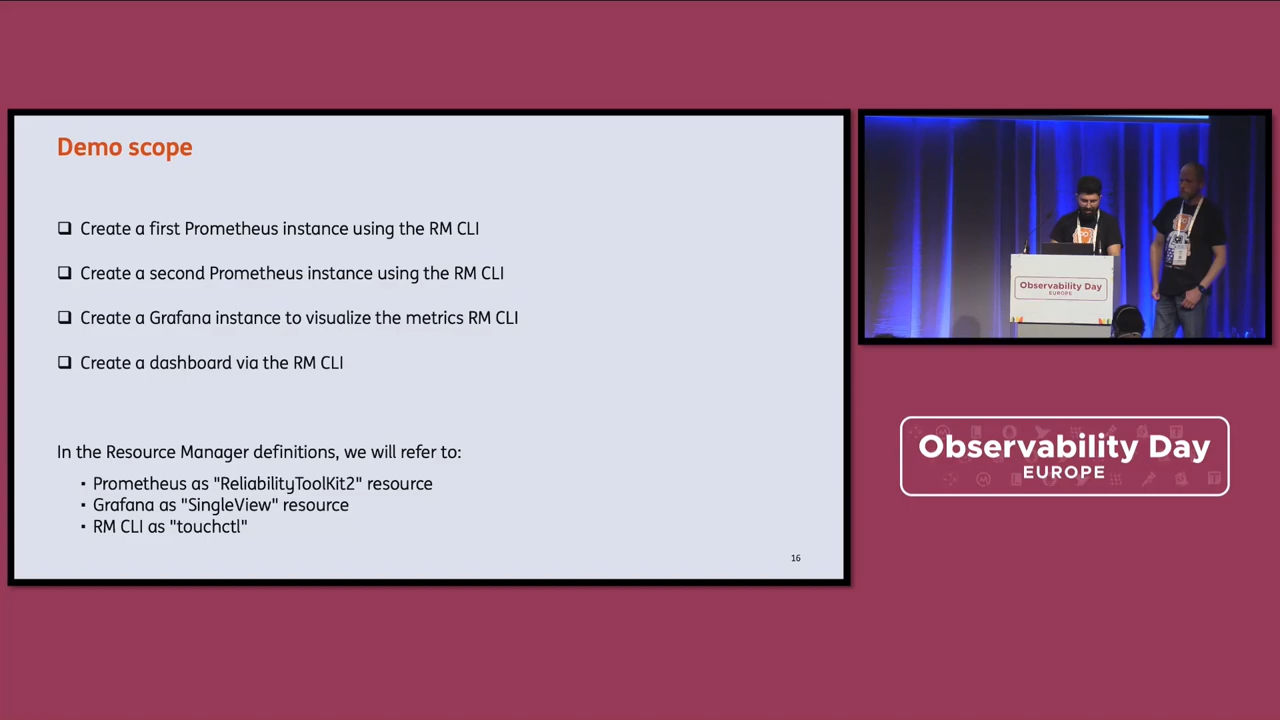 Demo scope
❑ Create a first Prometheus instance using the RM CLI
❑ Create a second Prometheus instance using the RM CLI
❑ Create a Grafana instance to visualize the metrics RM CLI
❑ Create a dashboard via the RM CLI
In the Resource Manager definitions, we will refer to:
▪ Prometheus as "ReliabilityToolKit2" resource
▪ Grafana as "SingleView" resource
▪ RM CLI as "touchctl"
16
Observability Day
EUROPE
Observability Day
EUROPE